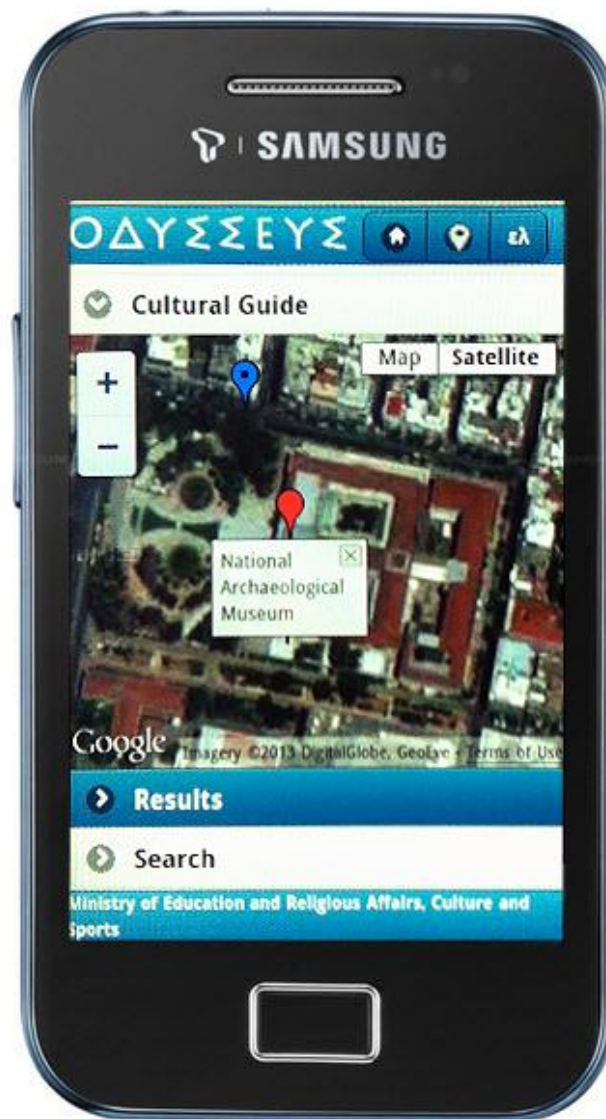 SAMSUNG
ΟΔΥΣΣΕΥΣ
ελ
Cultural Guide
+
Map Satellite
−
National
Archaeological
Museum
Google
Imagery ©2013 DigitalGlobe, GeoEye - Terms of Use
Results
Search
Ministry of Education and Religious Affairs, Culture and
Sports